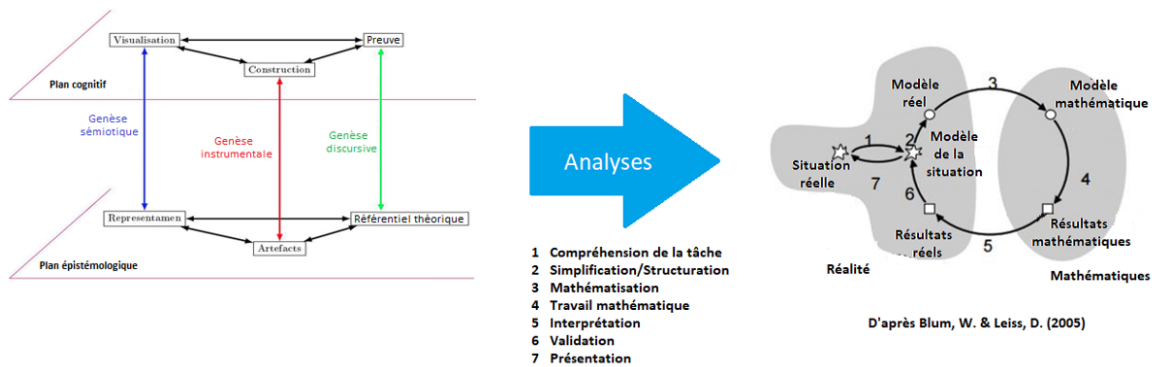 Visualisation
Preuve
Construction
Plan cognitif
Genèse
sémiotique
Genèse
instrumentale
Genèse
discursive
Representamen
Référentiel théorique
Artefacts
Plan épistémologique
Analyses
1 Compréhension de la tâche
2 Simplification/Structuration
3 Mathématisation
4 Travail mathématique
5 Interprétation
6 Validation
7 Présentation
Modèle
réel
3
Modèle
mathématique
1
2
Situation
réelle
7
Modèle
de la
situation
6
4
Résultats
réels
5
Résultats
mathématiques
Réalité
Mathématiques
D'après Blum, W. & Leiss, D. (2005)